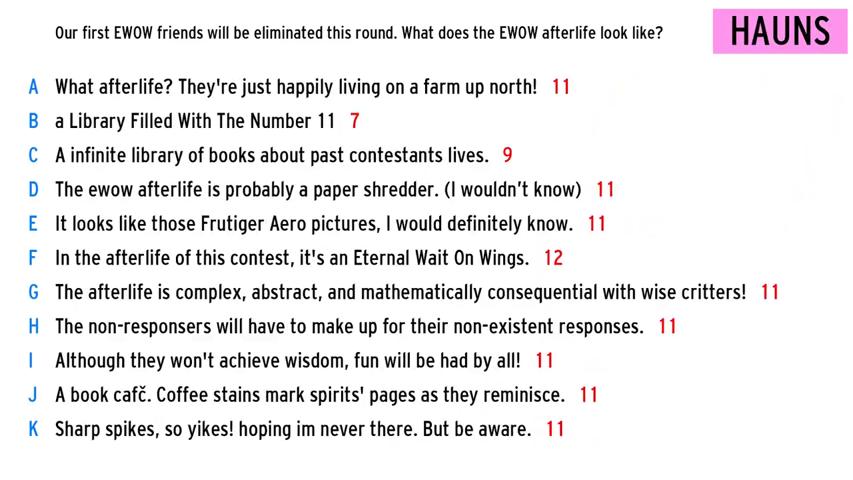 Our first EWOW friends will be eliminated this round. What does the EWOW afterlife look like?
HAUNS
A What afterlife? They're just happily living on a farm up north! 11
B a Library Filled With The Number 11 7
C A infinite library of books about past contestants lives. 9
D The ewow afterlife is probably a paper shredder. (I wouldn't know) 11
E It looks like those Frutiger Aero pictures, I would definitely know. 11
F In the afterlife of this contest, it's an Eternal Wait On Wings. 12
G The afterlife is complex, abstract, and mathematically consequential with wise critters! 11
H The non-responsers will have to make up for their non-existent responses. 11
I Although they won't achieve wisdom, fun will be had by all! 11
J A book cafč. Coffee stains mark spirits' pages as they reminisce. 11
K Sharp spikes, so yikes! hoping im never there. But be aware. 11